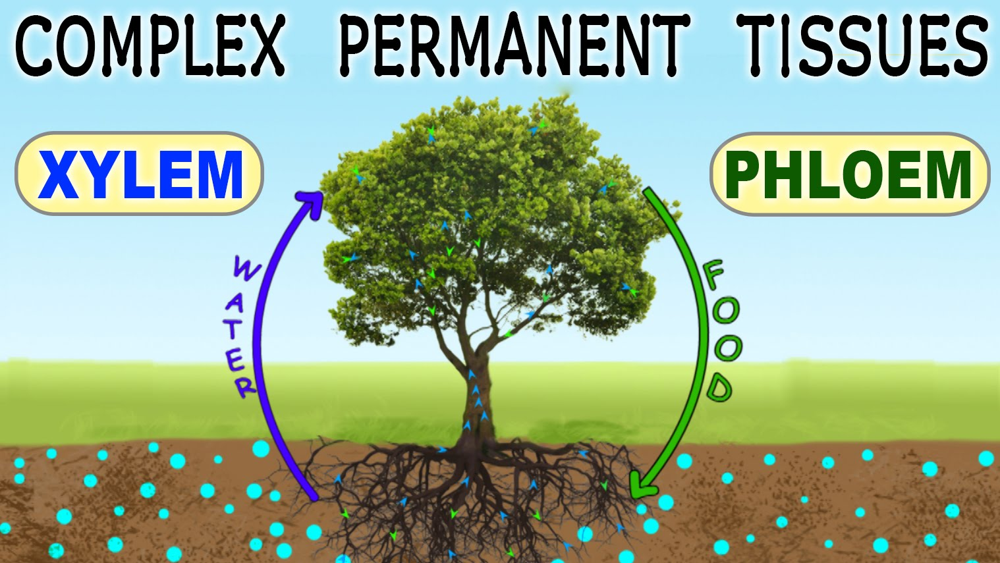 COMPLEX PERMANENT TISSUES
XYLEM
PHLOEM
WATER
FOOD